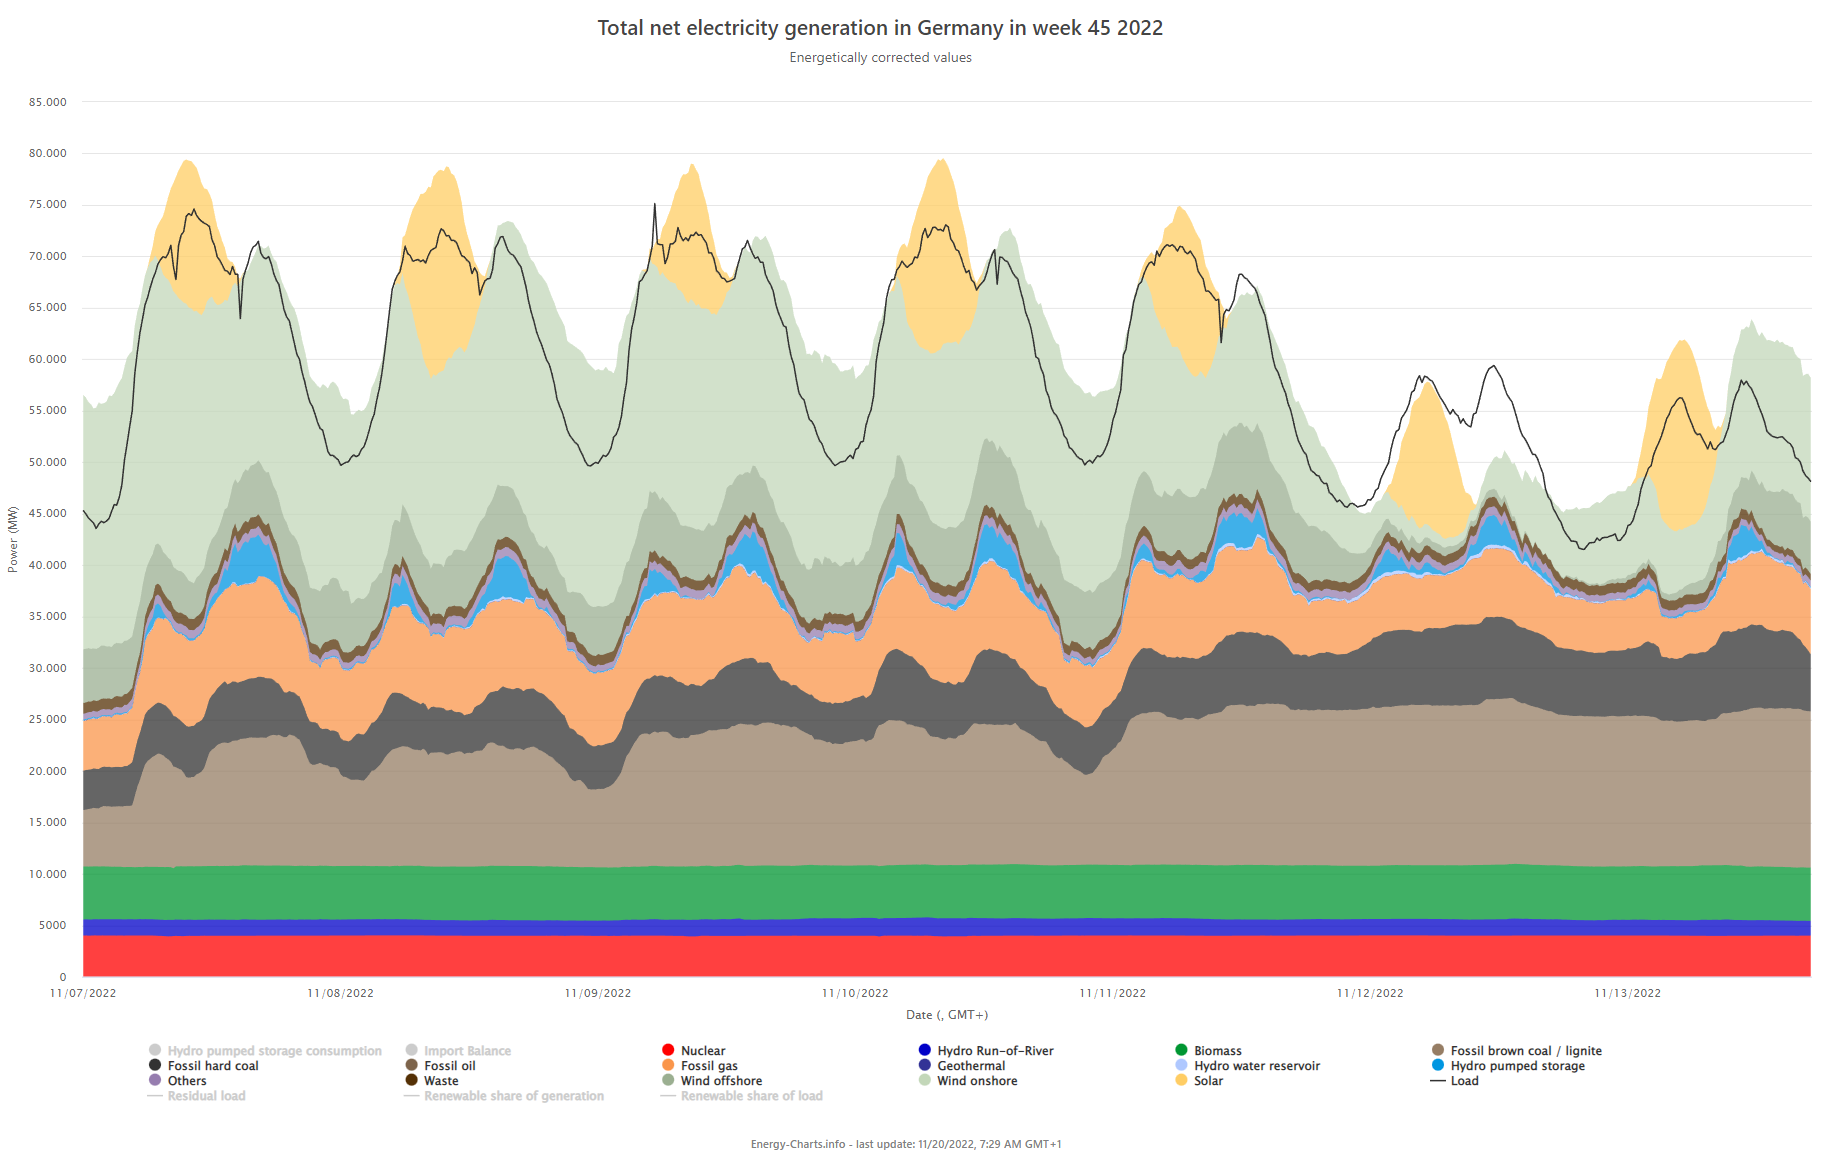 Total net electricity generation in Germany in week 45 2022
Energetically corrected values
85.000
80.000
75.000
70.000
65.000
60.000
55.000
50.000
45.000
40.000
35.000
30.000
25.000
20.000
15.000
10.000
5000
0
Power (MW)
11/07/2022 11/08/2022 11/09/2022 11/10/2022 11/11/2022 11/12/2022 11/13/2022
Date (, GMT+)
Hydro pumped storage consumption Import Balance Nuclear Hydro Run-of-River Biomass Fossil brown coal / lignite
Fossil hard coal Fossil oil Fossil gas Geothermal Hydro water reservoir Hydro pumped storage
Others Waste Wind offshore Wind onshore Solar Load
Residual load Renewable share of generation Renewable share of load
Energy-Charts.info - last update: 11/20/2022, 7:29 AM GMT+1